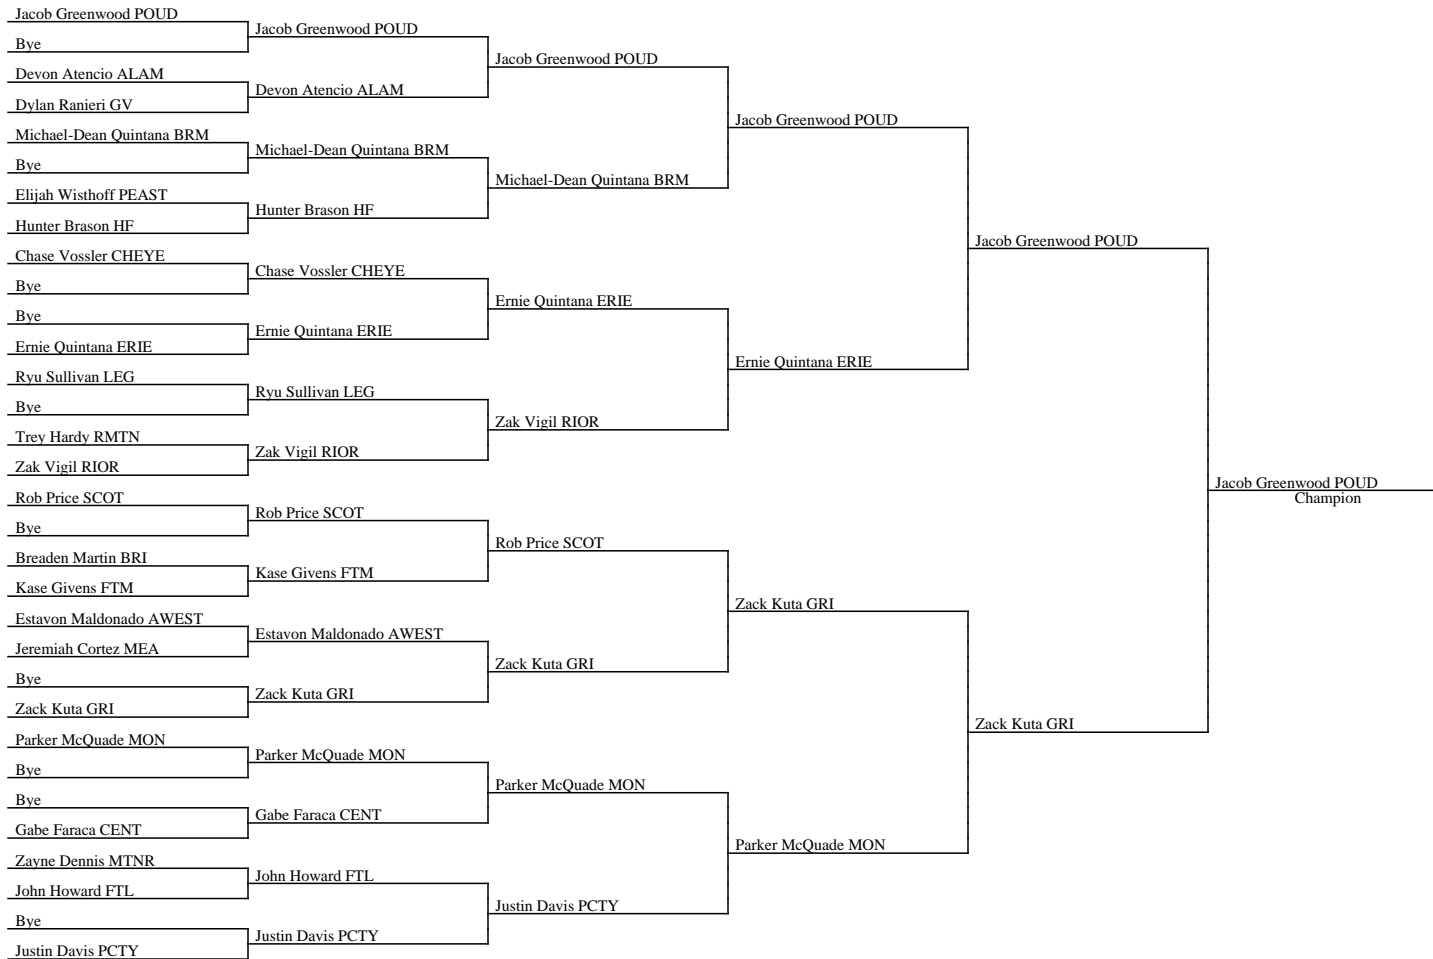 Jacob Greenwood POUD
Bye
Devon Atencio ALAM
Dylan Ranieri GV
Michael-Dean Quintana BRM
Bye
Elijah Wisthoff PEAST
Hunter Brason HF
Chase Vossler CHEYE
Bye
Bye
Ernie Quintana ERIE
Ryu Sullivan LEG
Bye
Trey Hardy RMTN
Zak Vigil RIOR
Rob Price SCOT
Bye
Breaden Martin BRI
Kase Givens FTM
Estavon Maldonado AWEST
Jeremiah Cortez MEA
Bye
Zack Kuta GRI
Parker McQuade MON
Bye
Bye
Gabe Faraca CENT
Zayne Dennis MTNR
John Howard FTL
Bye
Justin Davis PCTY
Jacob Greenwood POUD
Devon Atencio ALAM
Michael-Dean Quintana BRM
Hunter Brason HF
Chase Vossler CHEYE
Ernie Quintana ERIE
Ryu Sullivan LEG
Zak Vigil RIOR
Rob Price SCOT
Kase Givens FTM
Estavon Maldonado AWEST
Zack Kuta GRI
Parker McQuade MON
Gabe Faraca CENT
John Howard FTL
Justin Davis PCTY
Jacob Greenwood POUD
Michael-Dean Quintana BRM
Ernie Quintana ERIE
Zak Vigil RIOR
Rob Price SCOT
Zack Kuta GRI
Parker McQuade MON
Justin Davis PCTY
Jacob Greenwood POUD
Ernie Quintana ERIE
Zack Kuta GRI
Parker McQuade MON
Jacob Greenwood POUD
Zack Kuta GRI
Jacob Greenwood POUD
Champion